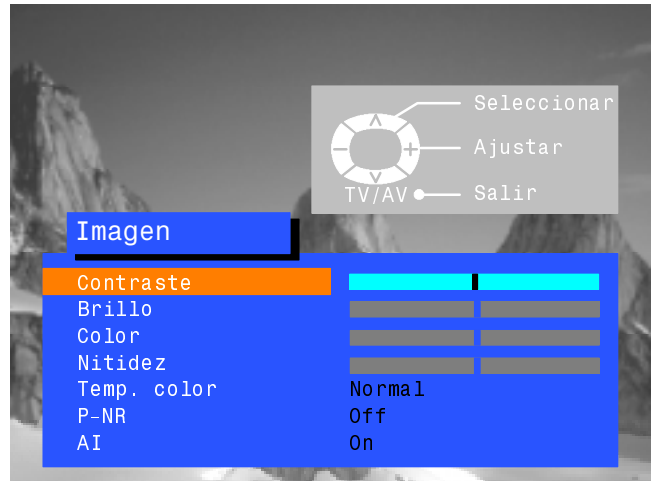 Seleccionar
Ajustar
TV/AV Salir
Imagen
Contraste
Brillo
Color
Nitidez
Temp. color Normal
P-NR Off
AI On